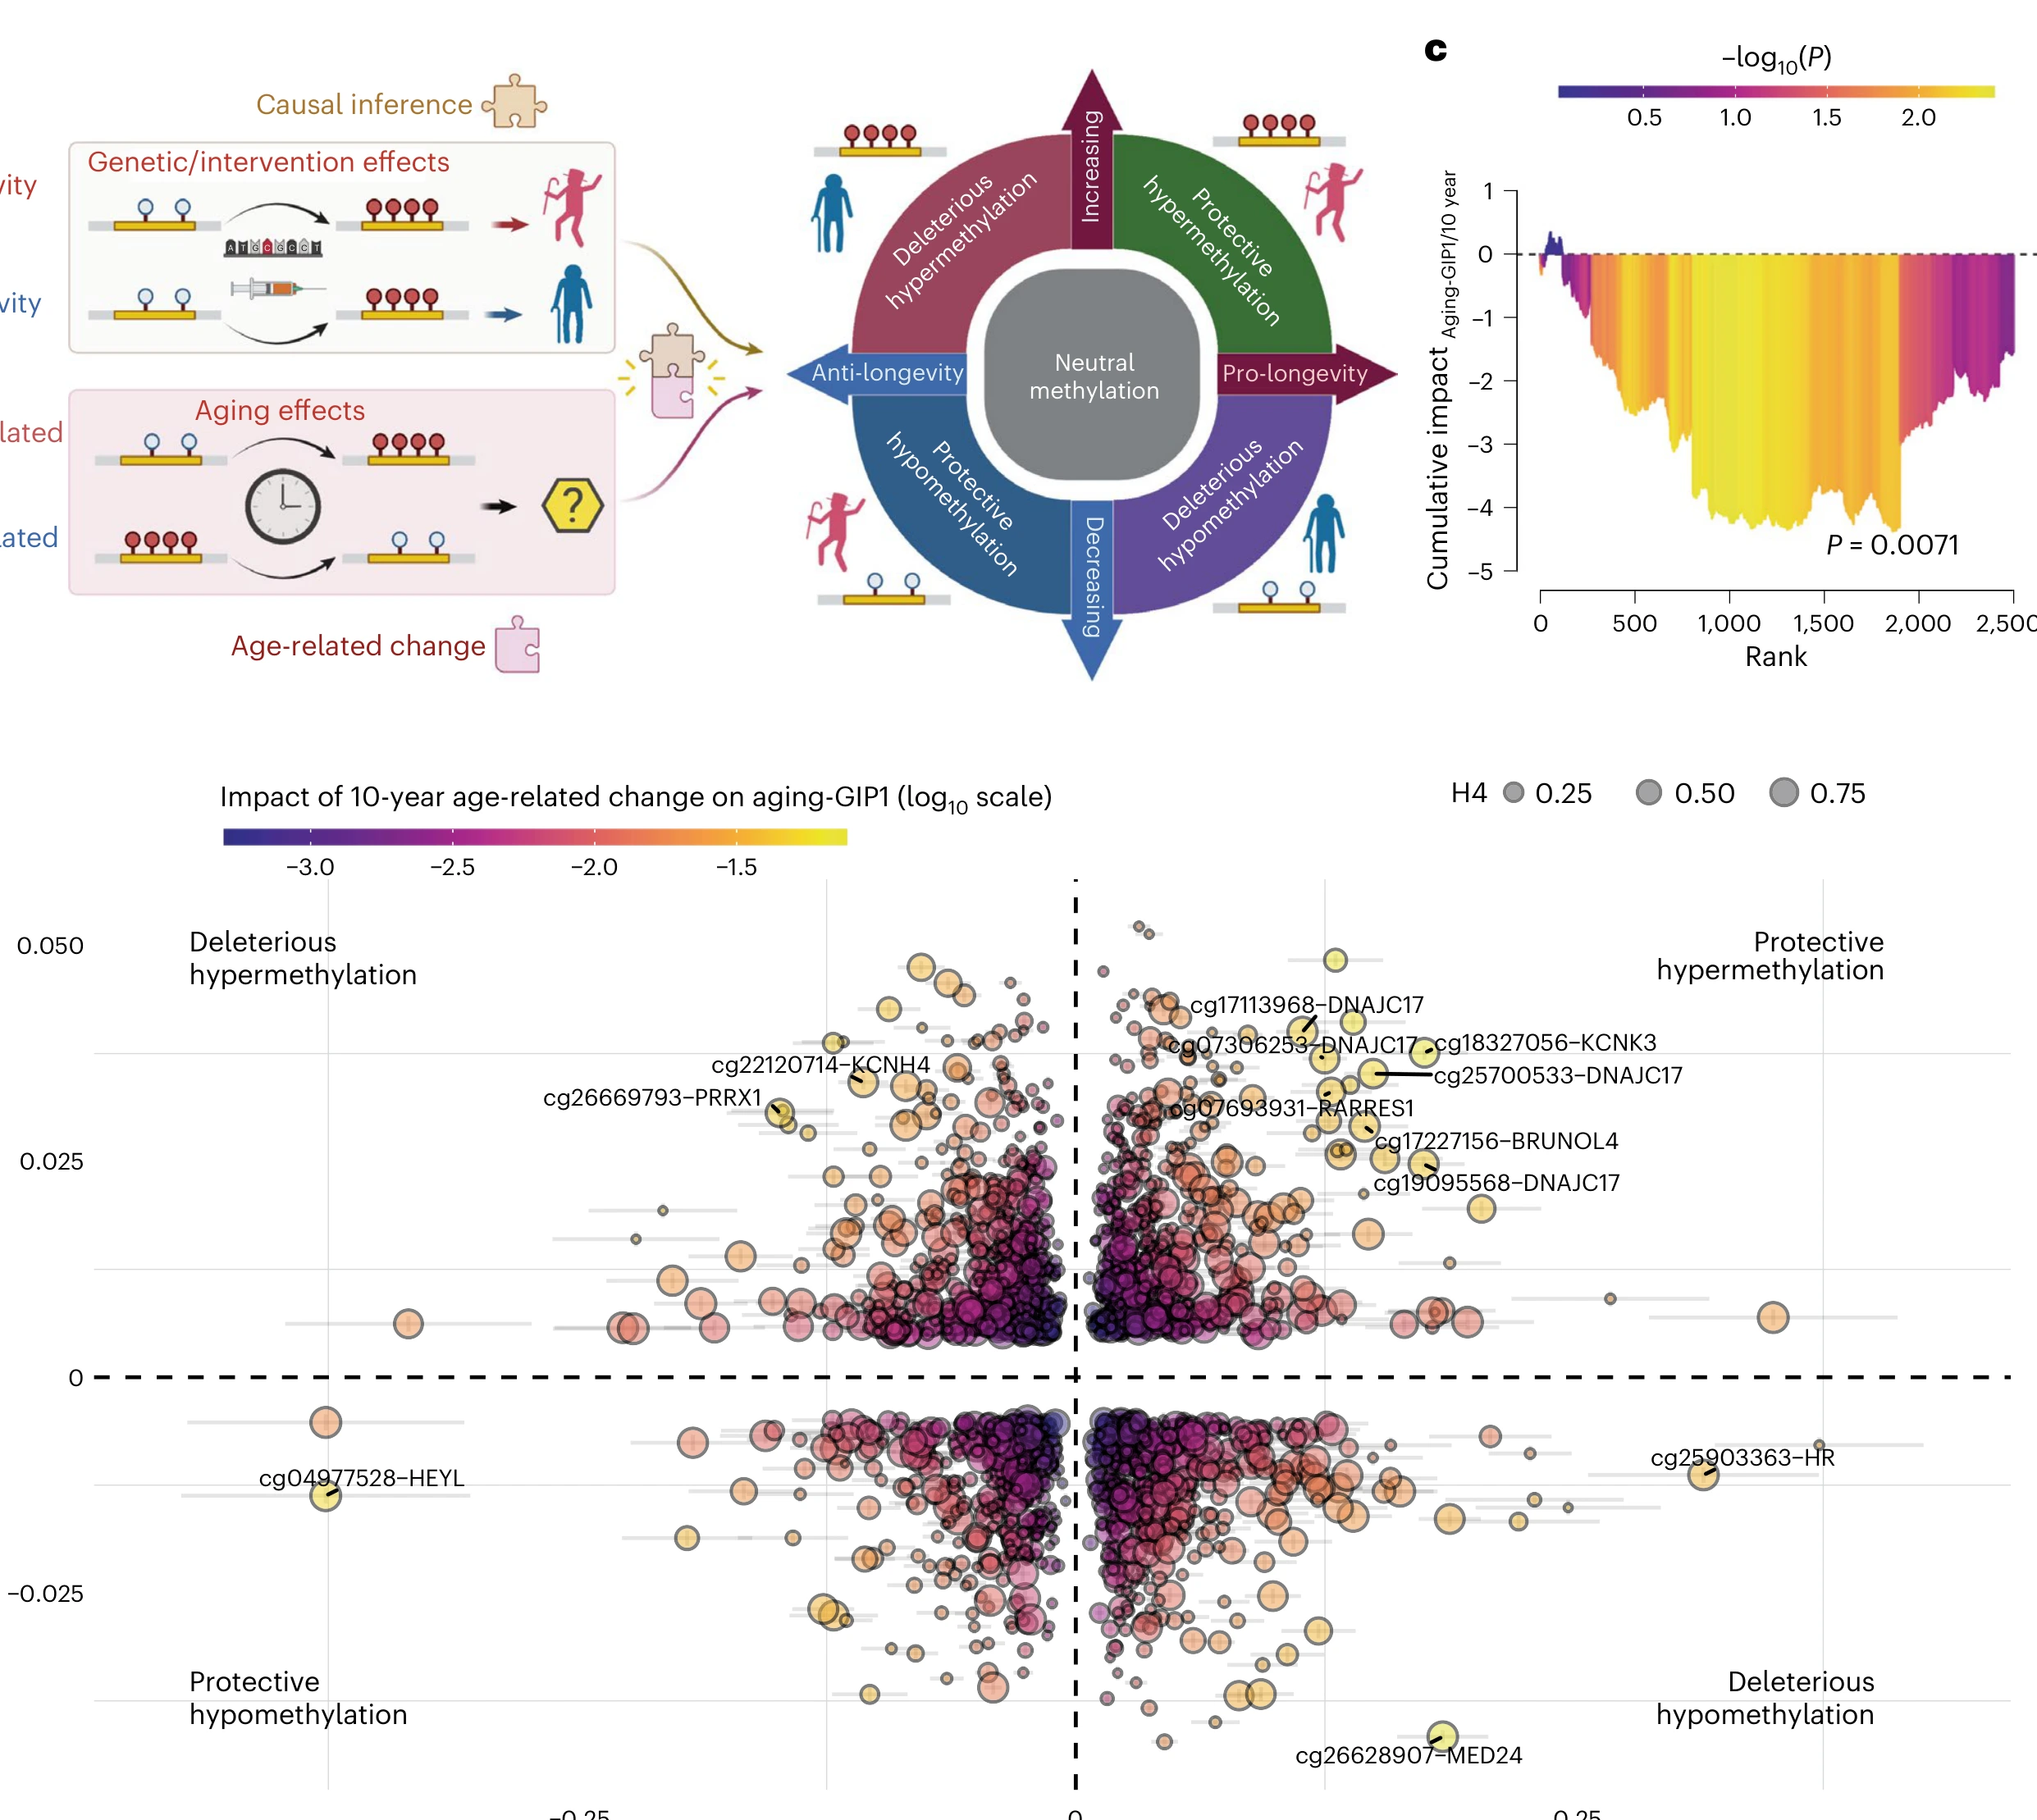 Causal inference
Genetic/intervention effects
vity
A T G C G C C T
vity
Aging effects
lated
?
ated
Age-related change
Increasing
Deleterious
hypermethylation
Protective
hypermethylation
Anti-longevity
Neutral
methylation
Pro-longevity
Protective
hypomethylation
Deleterious
hypomethylation
Decreasing
c
–log10(P)
0.5 1.0 1.5 2.0
Cumulative impact Aging-GIP1/10 year
1
0
–1
–2
–3
–4
–5
P = 0.0071
0 500 1,000 1,500 2,000 2,500
Rank
Impact of 10-year age-related change on aging-GIP1 (log10 scale)
–3.0 –2.5 –2.0 –1.5
H4 0.25 0.50 0.75
0.050
0.025
0
–0.025
Deleterious
hypermethylation
Protective
hypermethylation
cg17113968–DNAJC17
cg07306253–DNAJC17
cg18327056–KCNK3
cg22120714–KCNH4
cg25700533–DNAJC17
cg26669793–PRRX1
cg07693931–RARRES1
cg17227156–BRUNOL4
cg19095568–DNAJC17
cg25903363–HR
cg04977528–HEYL
Protective
hypomethylation
Deleterious
hypomethylation
cg26628907–MED24
–0.25 0 0.25